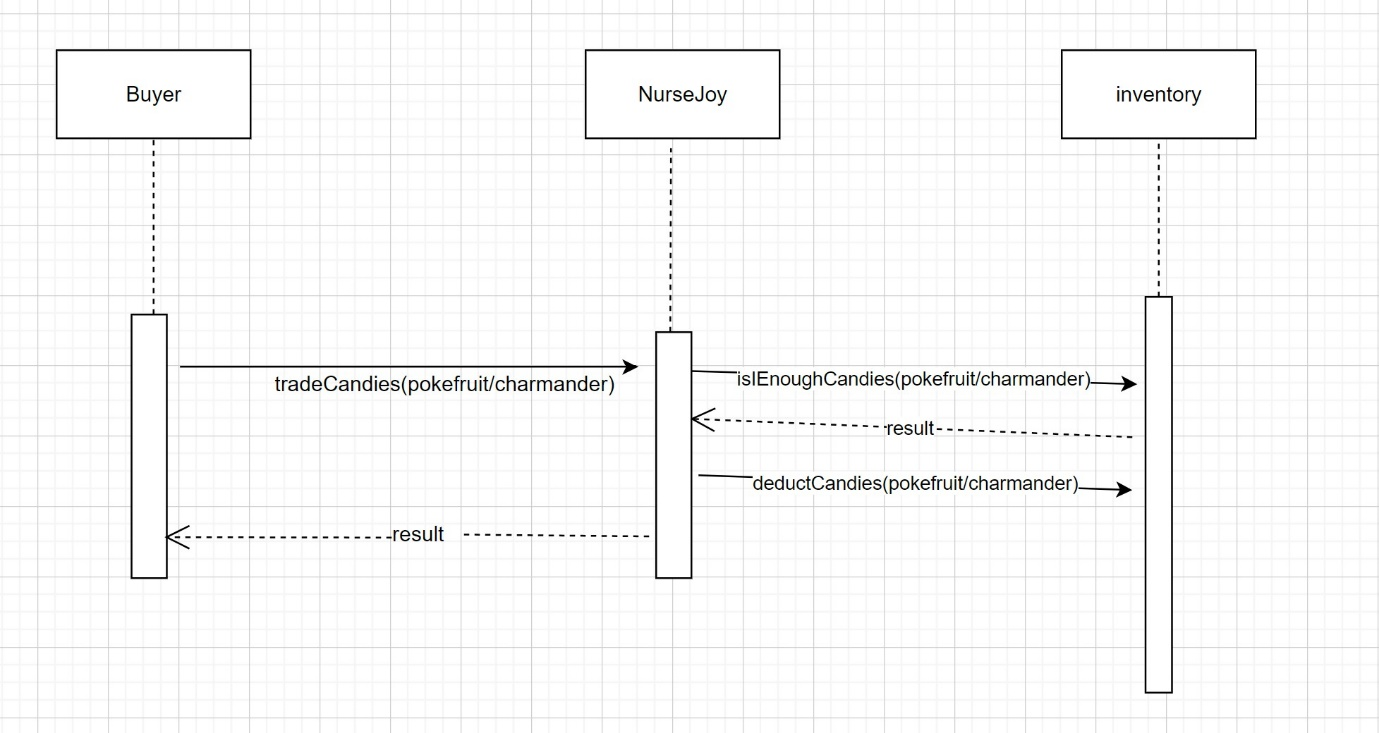 Buyer
NurseJoy
inventory
tradeCandies(pokefruit/charmander)
isIEnoughCandies(pokefruit/charmander)
result
deductCandies(pokefruit/charmander)
result